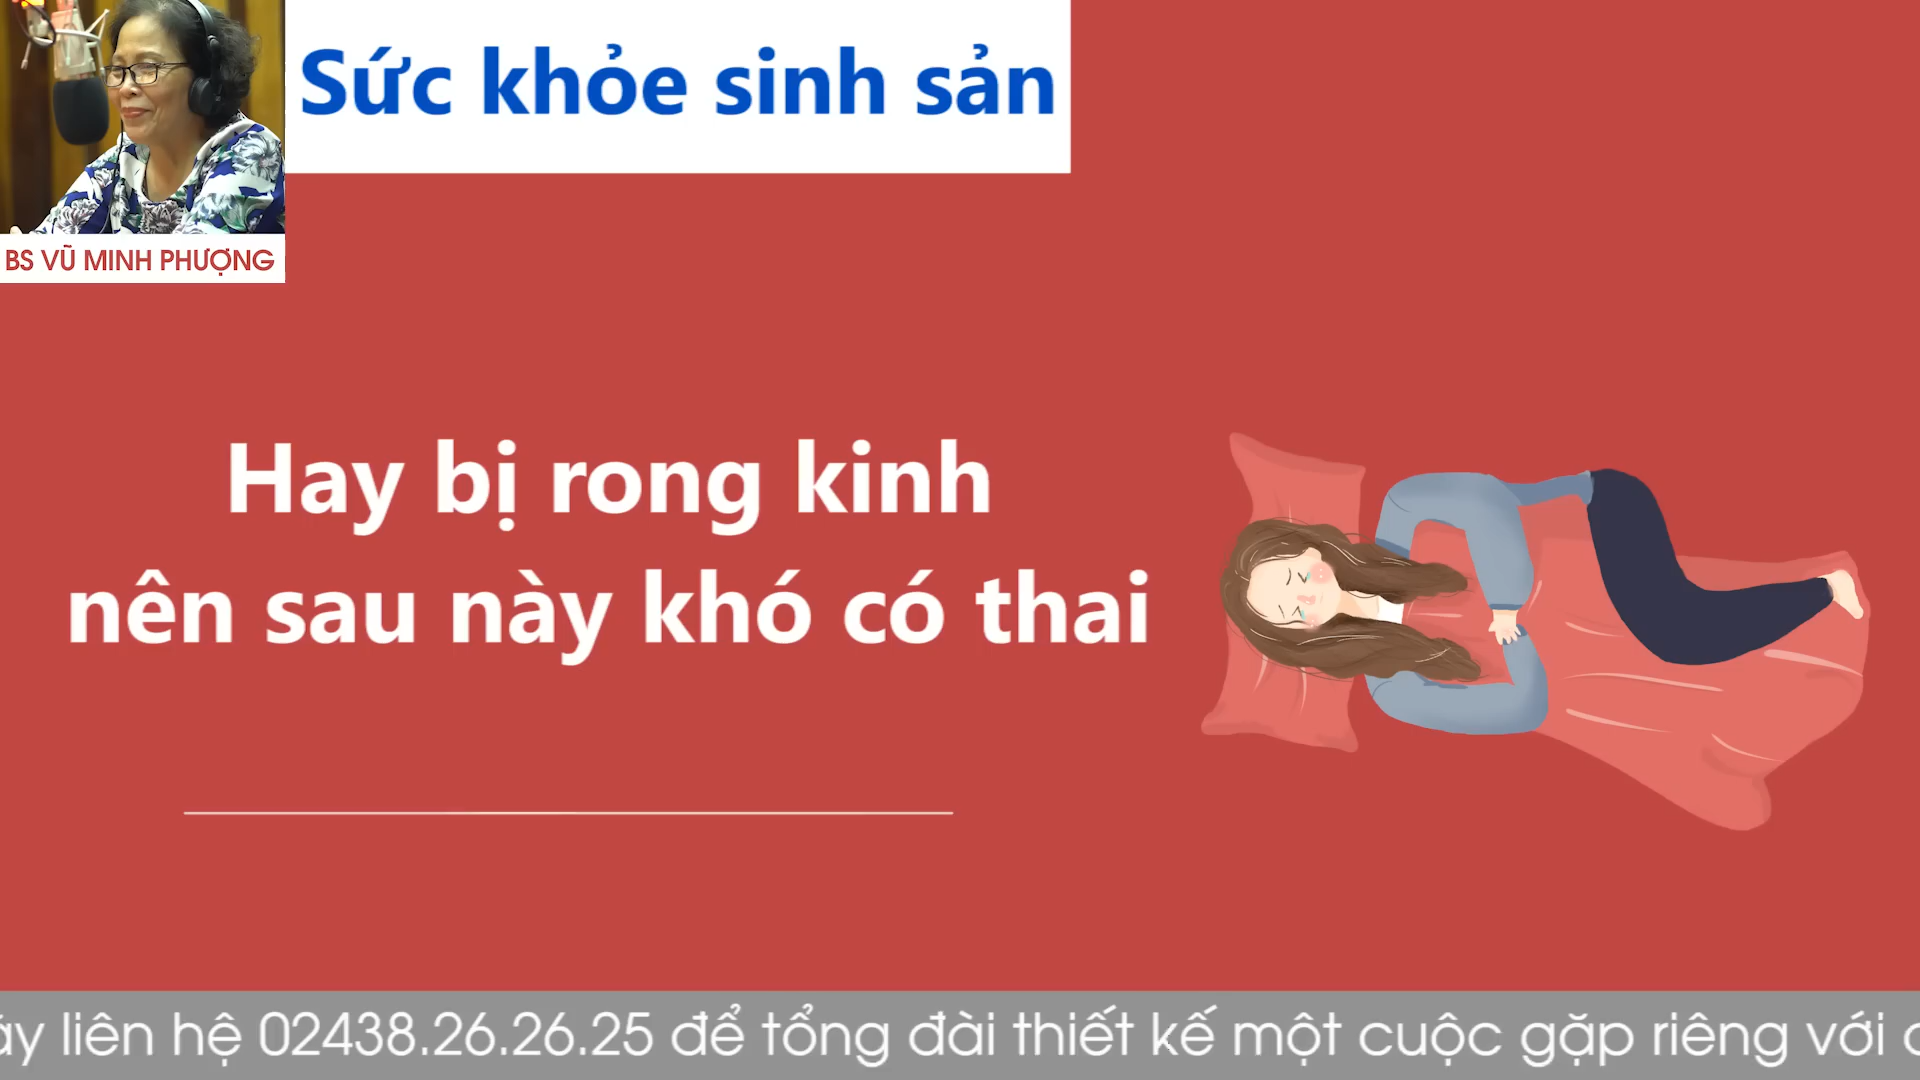 Sức khỏe sinh sản
BS VŨ MINH PHƯỢNG
Hay bị rong kinh
nên sau này khó có thai
liên hệ 02438.26.26.25 để tổng đài thiết kế một cuộc gặp riêng với